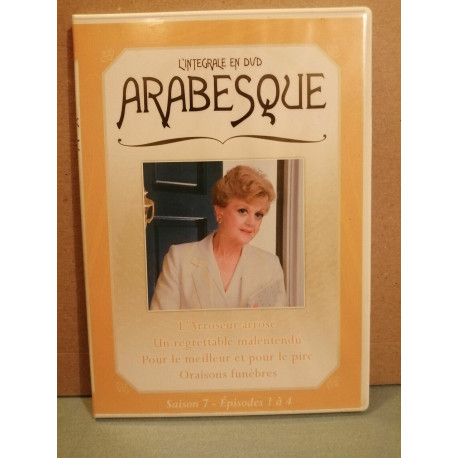 L'INTEGRALE EN DVD
ARABESQUE
L'Arroseur arrosé
Un regrettable malentendu
Pour le meilleur et pour le pire
Oraisons funèbres
Saison 7 - Épisodes 1 à 4